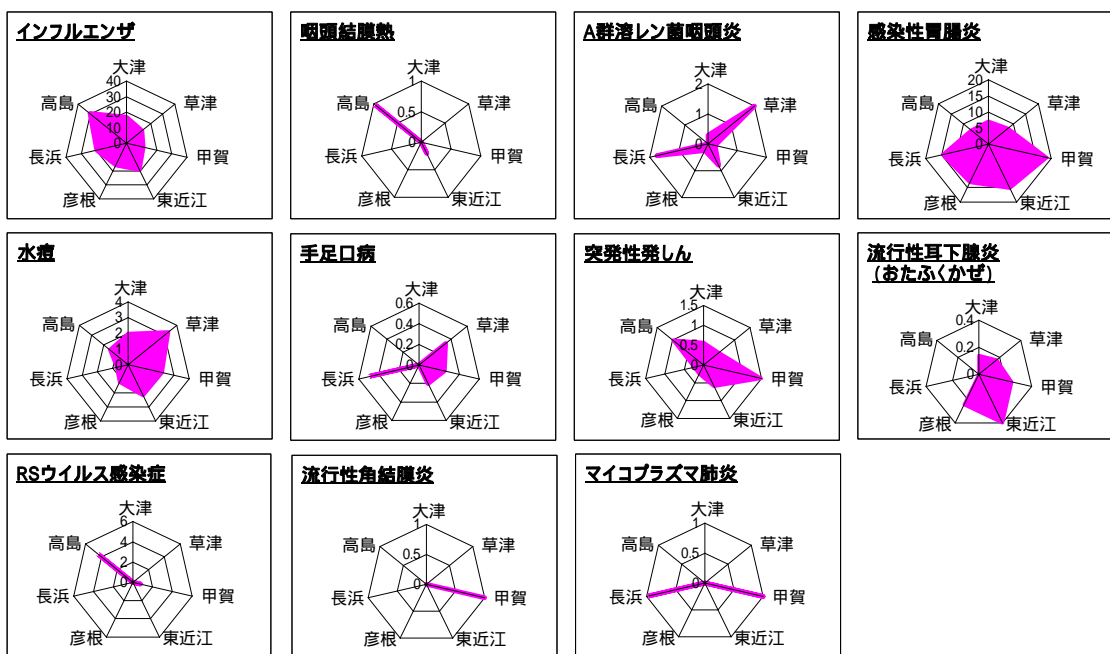 インフルエンザ
大津
40
30
20
10
0
草津
甲賀
東近江
彦根
長浜
高島
咽頭結膜熱
大津
1
0.5
0
草津
甲賀
東近江
彦根
長浜
高島
A群溶レン菌咽頭炎
大津
2
1
0
草津
甲賀
東近江
彦根
長浜
高島
感染性胃腸炎
大津
20
15
10
5
0
草津
甲賀
東近江
彦根
長浜
高島
水痘
大津
4
3
2
1
0
草津
甲賀
東近江
彦根
長浜
高島
手足口病
大津
0.6
0.4
0.2
0
草津
甲賀
東近江
彦根
長浜
高島
突発性発しん
大津
1.5
1
0.5
0
草津
甲賀
東近江
彦根
長浜
高島
流行性耳下腺炎
(おたふくかぜ)
大津
0.4
0.2
0
草津
甲賀
東近江
彦根
長浜
高島
RSウイルス感染症
大津
6
4
2
0
草津
甲賀
東近江
彦根
長浜
高島
流行性角結膜炎
大津
1
0.5
0
草津
甲賀
東近江
彦根
長浜
高島
マイコプラズマ肺炎
大津
1
0.5
0
草津
甲賀
東近江
彦根
長浜
高島